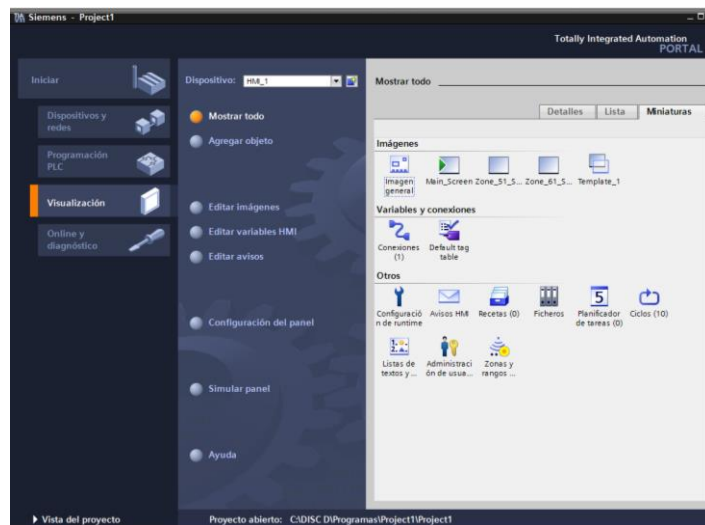 Siemens - Project1
Totally Integrated Automation
PORTAL
Iniciar
Dispositivos y
redes
Programación
PLC
Visualización
Online y
diagnóstico
Dispositivo: HMI_1
Mostrar todo
Agregar objeto
Editar imágenes
Editar variables HMI
Editar avisos
Configuración del panel
Simular panel
Ayuda
Mostrar todo
Detalles Lista Miniaturas
Imágenes
Imagen
general
Main_Screen Zone_51_S... Zone_61_S... Template_1
Variables y conexiones
Conexiones
(1)
Default tag
table
Otros
Configuració
n de runtime
Avisos HMI
Recetas (0)
Ficheros
Planificador
de tareas (0)
Ciclos (10)
Listas de
textos y ...
Administraci
ón de usua...
Zonas y
rangos ...
Vista del proyecto
Proyecto abierto: C:\DISC D\Programas\Project1\Project1